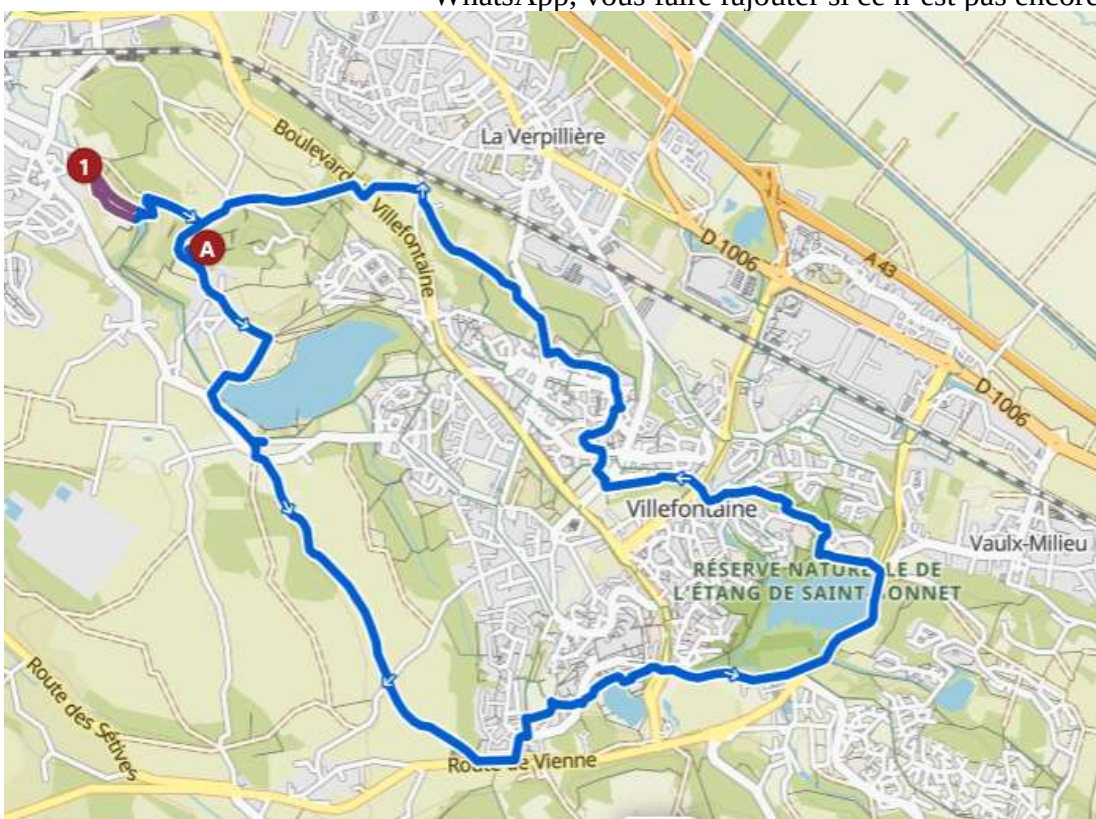 WhatsApp, vous faire rajouter si ce n'est pas encore
La Verpillière
1
Boulevard
Villefontaine
A
D 1006
A 43
D 1006
Villefontaine
Vaulx-Milieu
RÉSERVE NATURELLE DE
L'ÉTANG DE SAINT-BONNET
Route des Sétives
Route de Vienne